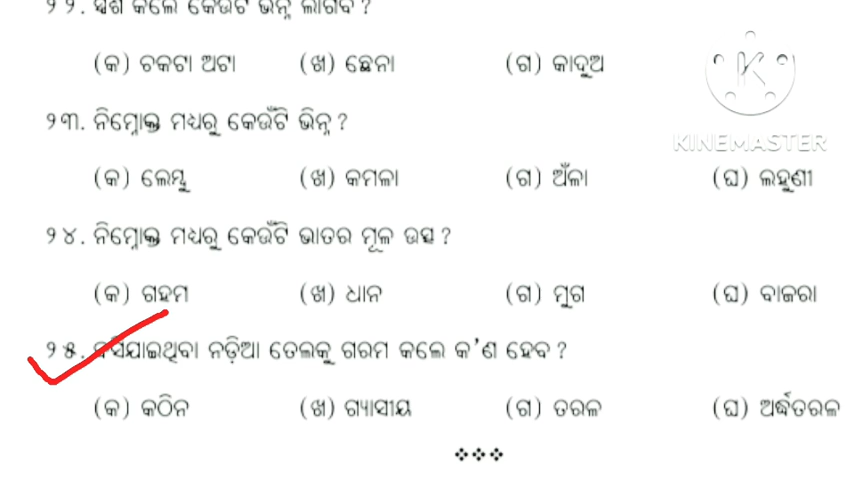 ୨୨. ସ୍ପର୍ଶ କଲେ କେଉଁଟି ଭିନ୍ନ ଲାଗିବ ?
(କ) ଚକଟା ଅଟା (ଖ) ଛେନା (ଗ) କାଦୁଅ
KINEMASTER
୨୩. ନିମ୍ନୋକ୍ତ ମଧ୍ୟରୁ କେଉଁଟି ଭିନ୍ନ ?
(କ) ଲେମ୍ବୁ (ଖ) କମଳା (ଗ) ଅଁଳା (ଘ) ଲହୁଣୀ
୨୪. ନିମ୍ନୋକ୍ତ ମଧ୍ୟରୁ କେଉଁଟି ଭାତର ମୂଳ ଉତ୍ସ ?
(କ) ଗହମ (ଖ) ଧାନ (ଗ) ମୁଗ (ଘ) ବାଜରା
୨୫. ବସିଯାଇଥିବା ନଡ଼ିଆ ତେଲକୁ ଗରମ କଲେ କ'ଣ ହେବ ?
(କ) କଠିନ (ଖ) ଗ୍ୟାସୀୟ (ଗ) ତରଳ (ଘ) ଅର୍ଦ୍ଧତରଳ